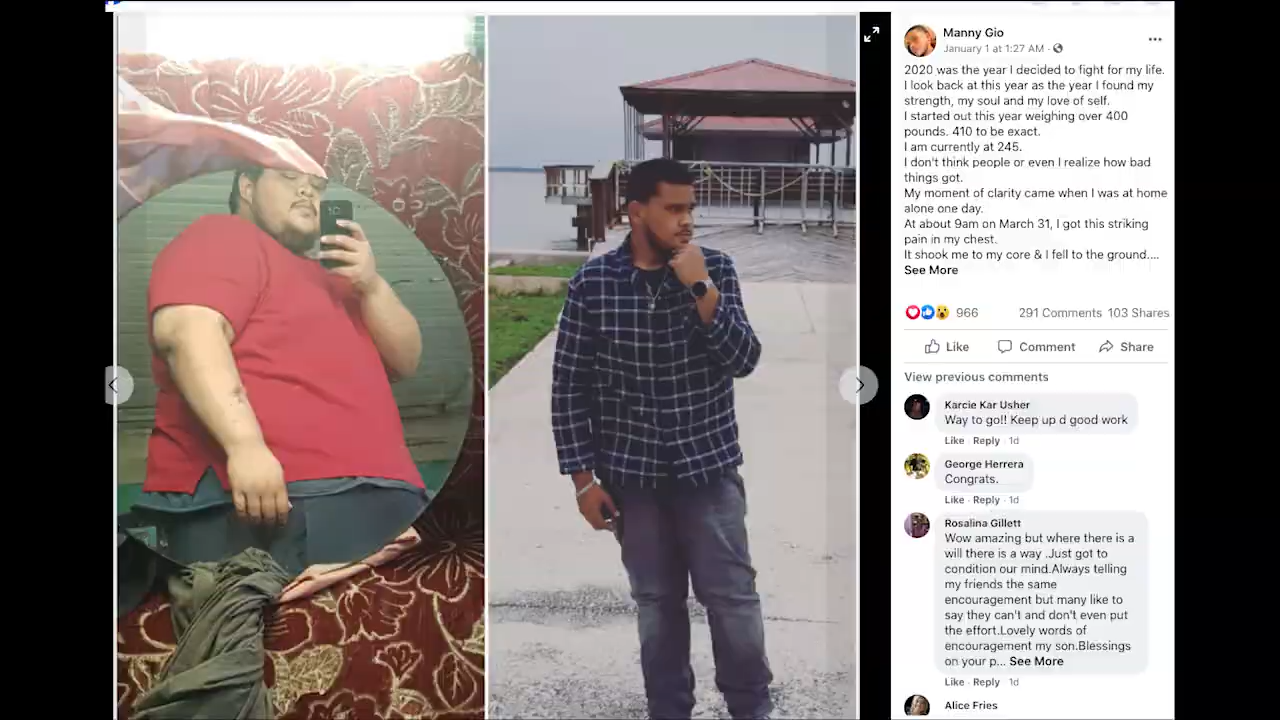 Manny Gio
January 1 at 1:27 AM ·
2020 was the year I decided to fight for my life.
I look back at this year as the year I found my
strength, my soul and my love of self.
I started out this year weighing over 400
pounds. 410 to be exact.
I am currently at 245.
I don't think people or even I realize how bad
things got.
My moment of clarity came when I was at home
alone one day.
At about 9am on March 31, I got this striking
pain in my chest.
It shook me to my core & I fell to the ground....
See More
966 291 Comments 103 Shares
Like Comment Share
View previous comments
Karcie Kar Usher
Way to go!! Keep up d good work
Like · Reply · 1d
George Herrera
Congrats.
Like · Reply · 1d
Rosalina Gillett
Wow amazing but where there is a
will there is a way .Just got to
condition our mind.Always telling
my friends the same
encouragement but many like to
say they can't and don't even put
the effort.Lovely words of
encouragement my son.Blessings
on your p... See More
Like · Reply · 1d
Alice Fries